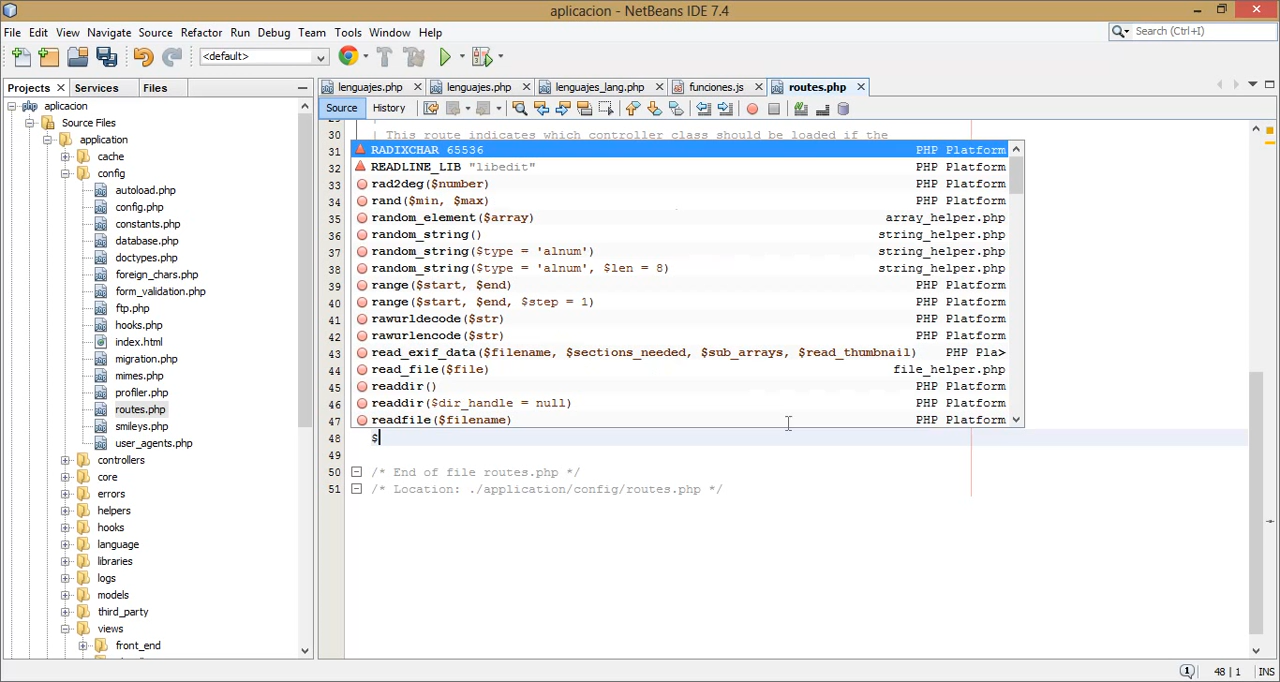 aplicacion - NetBeans IDE 7.4
File Edit View Navigate Source Refactor Run Debug Team Tools Window Help
Search (Ctrl+I)
<default>
Projects Services Files
lenguajes.php lenguajes.php lenguajes_lang.php funciones.js routes.php
Source History
aplicacion
Source Files
application
cache
config
autoload.php
config.php
constants.php
database.php
doctypes.php
foreign_chars.php
form_validation.php
ftp.php
hooks.php
index.html
migration.php
mimes.php
profiler.php
routes.php
smileys.php
user_agents.php
controllers
core
errors
helpers
hooks
language
libraries
logs
models
third_party
views
front_end
30 | This route indicates which controller class should be loaded if the
31 RADIXCHAR 65536 PHP Platform
32 READLINE_LIB "libedit" PHP Platform
33 rad2deg($number) PHP Platform
34 rand($min, $max) PHP Platform
35 random_element($array) array_helper.php
36 random_string() string_helper.php
37 random_string($type = 'alnum') string_helper.php
38 random_string($type = 'alnum', $len = 8) string_helper.php
39 range($start, $end) PHP Platform
40 range($start, $end, $step = 1) PHP Platform
41 rawurldecode($str) PHP Platform
42 rawurlencode($str) PHP Platform
43 read_exif_data($filename, $sections_needed, $sub_arrays, $read_thumbnail) PHP Pla>
44 read_file($file) file_helper.php
45 readdir() PHP Platform
46 readdir($dir_handle = null) PHP Platform
47 readfile($filename) PHP Platform
48 $
49
50 /* End of file routes.php */
51 /* Location: ./application/config/routes.php */
48 | 1 INS